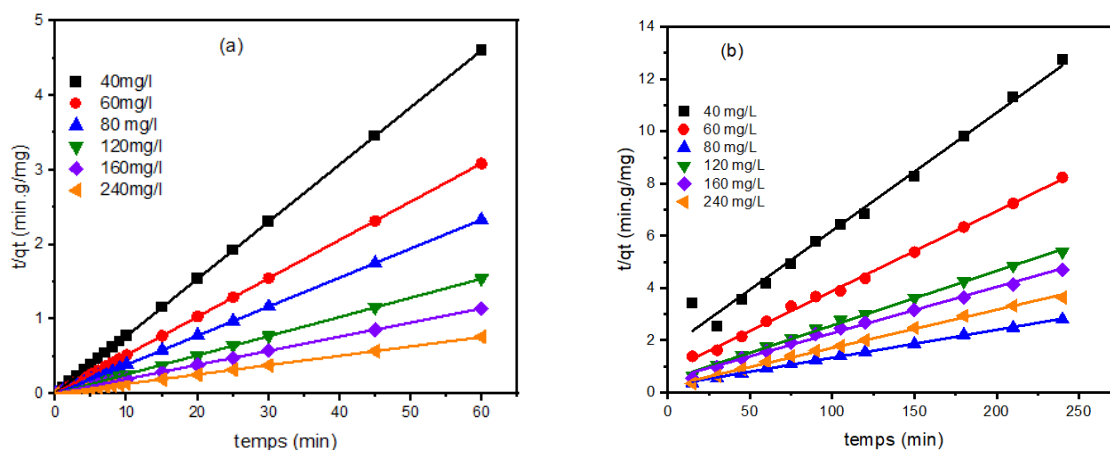 (a)
40mg/l
60mg/l
80 mg/l
120mg/l
160mg/l
240mg/l
t/qt (min.g/mg)
5
4
3
2
1
0
0 10 20 30 40 50 60
temps (min)
(b)
40 mg/L
60 mg/L
80 mg/L
120 mg/L
160 mg/L
240 mg/L
t/qt (min.g/mg)
14
12
10
8
6
4
2
0
0 50 100 150 200 250
temps (min)